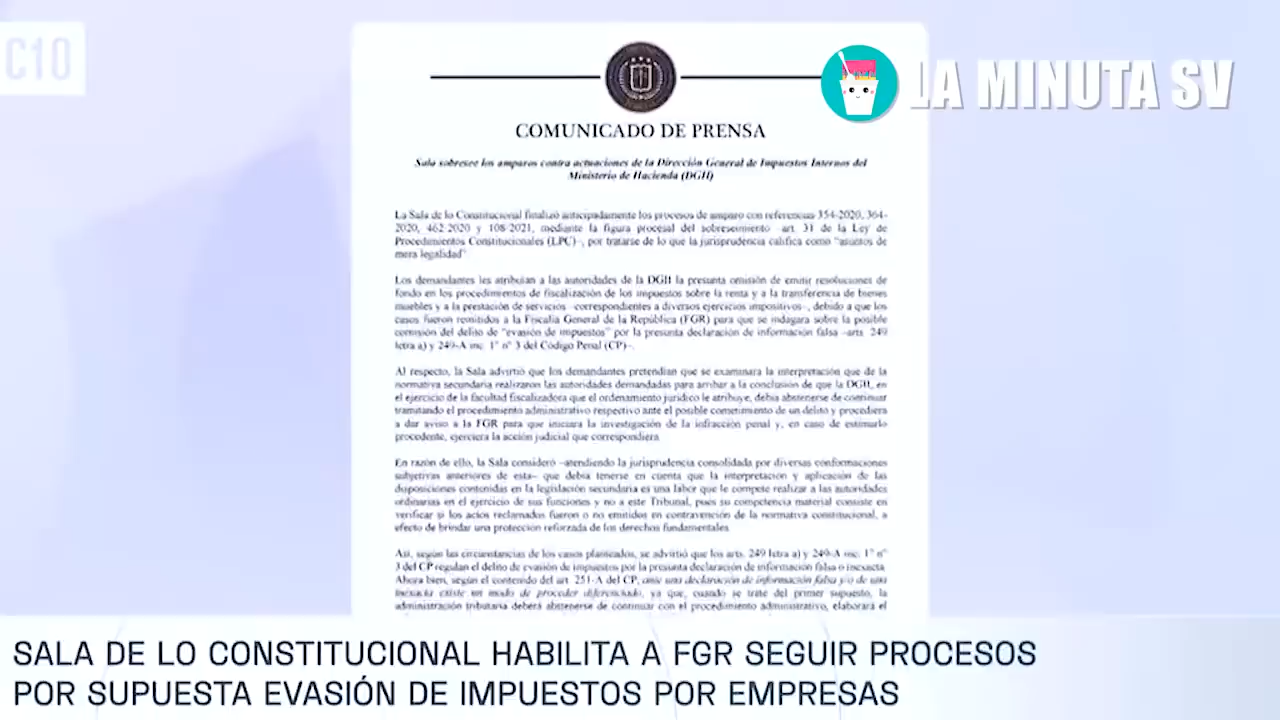 C10
LA MINUTA SV
COMUNICADO DE PRENSA
Sala sobresee los amparos contra actuaciones de la Dirección General de Impuestos Internos del
Ministerio de Hacienda (DGII)
La Sala de lo Constitucional finalizó anticipadamente los procesos de amparo con referencias 354-2020, 364-
2020, 462-2020 y 108-2021, mediante la figura procesal del sobreseimiento –art. 31 de la Ley de
Procedimientos Constitucionales (LPC)–, por tratarse de lo que la jurisprudencia califica como “asuntos de
mera legalidad”
Los demandantes les atribuían a las autoridades de la DGII la presunta omisión de emitir resoluciones de
fondo en los procedimientos de fiscalización de los impuestos sobre la renta y a la transferencia de bienes
muebles y a la prestación de servicios –correspondientes a diversos ejercicios impositivos–, debido a que los
casos fueron remitidos a la Fiscalía General de la República (FGR) para que se indagara sobre la posible
comisión del delito de “evasión de impuestos” por la presunta declaración de información falsa –arts. 249
letra a) y 249-A inc. 1° n° 3 del Código Penal (CP)–.
Al respecto, la Sala advirtió que los demandantes pretendían que se examinara la interpretación que de la
normativa secundaria realizaron las autoridades demandadas para arribar a la conclusión de que la DGII, en
el ejercicio de la facultad fiscalizadora que el ordenamiento jurídico le atribuye, debía abstenerse de continuar
tramitando el procedimiento administrativo respectivo ante el posible cometimiento de un delito y procediera
a dar aviso a la FGR para que iniciara la investigación de la infracción penal y, en caso de estimarlo
procedente, ejerciera la acción judicial que correspondiera
En razón de ello, la Sala consideró –atendiendo la jurisprudencia consolidada por diversas conformaciones
subjetivas anteriores de esta– que debía tenerse en cuenta que la interpretación y aplicación de las
disposiciones contenidas en la legislación secundaria es una labor que le compete realizar a las autoridades
ordinarias en el ejercicio de sus funciones y no a este Tribunal, pues su competencia material consiste en
verificar si los actos reclamados fueron o no emitidos en contravención de la normativa constitucional, a
efecto de brindar una protección reforzada de los derechos fundamentales.
Así, según las circunstancias de los casos planteados, se advirtió que los arts. 249 letra a) y 249-A inc. 1° n°
3 del CP regulan el delito de evasión de impuestos por la presunta declaración de información falsa o inexacta.
Ahora bien, según el contenido del art. 251-A del CP, ante una declaración de información falsa y/o de una
inexacta existe un modo de proceder diferenciado, ya que, cuando se trate del primer supuesto, la
administración tributaria deberá abstenerse de continuar con el procedimiento administrativo, elaborará el
SALA DE LO CONSTITUCIONAL HABILITA A FGR SEGUIR PROCESOS
POR SUPUESTA EVASIÓN DE IMPUESTOS POR EMPRESAS